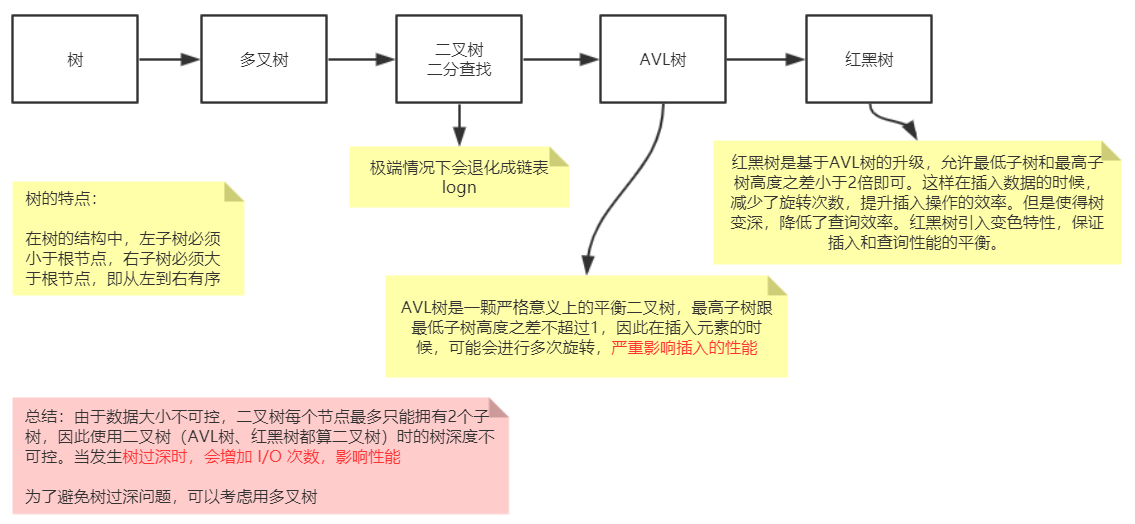 树
多叉树
二叉树
二分查找
AVL树
红黑树
极端情况下会退化成链表
logn
红黑树是基于AVL树的升级，允许最低子树和最高子
树高度之差小于2倍即可。这样在插入数据的时候，
减少了旋转次数，提升插入操作的效率。但是使得树
变深，降低了查询效率。红黑树引入变色特性，保证
插入和查询性能的平衡。
树的特点：
在树的结构中，左子树必须
小于根节点，右子树必须大
于根节点，即从左到右有序
AVL树是一颗严格意义上的平衡二叉树，最高子树跟
最低子树高度之差不超过1，因此在插入元素的时
候，可能会进行多次旋转，严重影响插入的性能
总结：由于数据大小不可控，二叉树每个节点最多只能拥有2个子
树，因此使用二叉树（AVL树、红黑树都算二叉树）时的树深度不
可控。当发生树过深时，会增加 I/O 次数，影响性能
为了避免树过深问题，可以考虑用多叉树